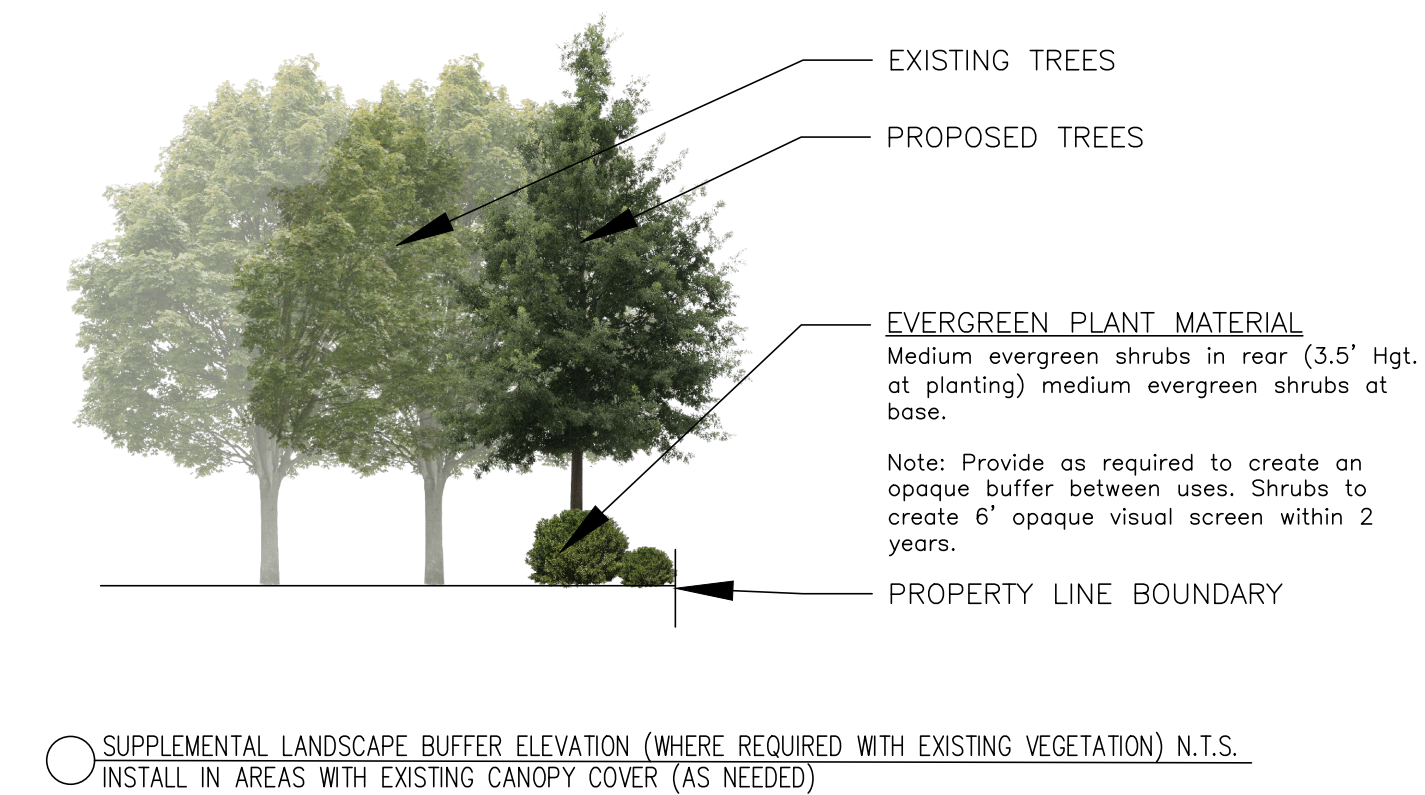 EXISTING TREES
PROPOSED TREES
EVERGREEN PLANT MATERIAL
Medium evergreen shrubs in rear (3.5' Hgt.
at planting) medium evergreen shrubs at
base.
Note: Provide as required to create an
opaque buffer between uses. Shrubs to
create 6' opaque visual screen within 2
years.
PROPERTY LINE BOUNDARY
SUPPLEMENTAL LANDSCAPE BUFFER ELEVATION (WHERE REQUIRED WITH EXISTING VEGETATION) N.T.S.
INSTALL IN AREAS WITH EXISTING CANOPY COVER (AS NEEDED)